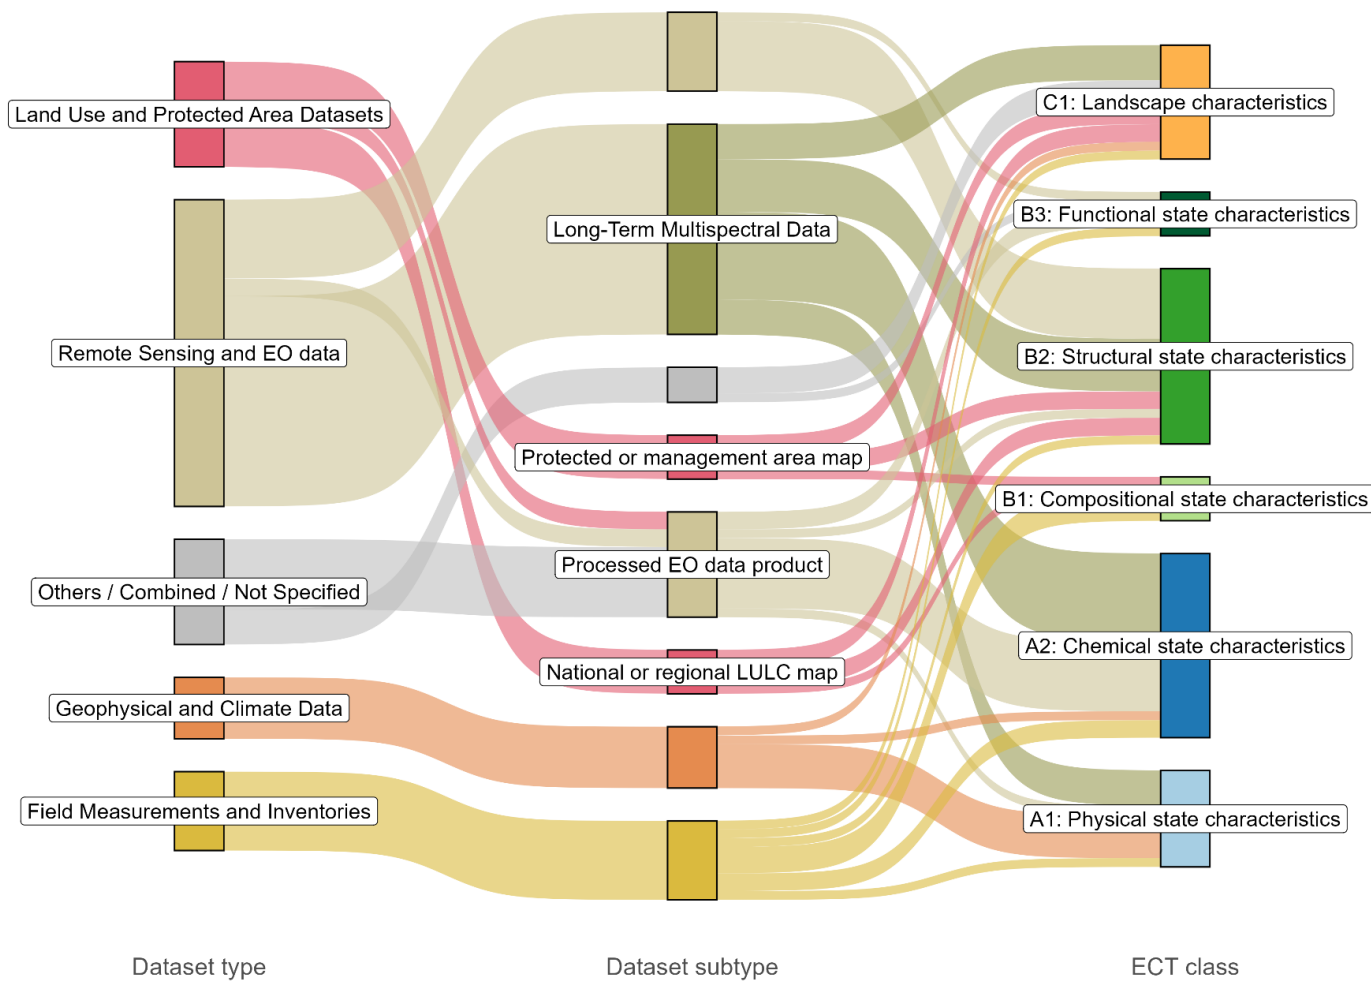 Land Use and Protected Area Datasets
Remote Sensing and EO data
Others / Combined / Not Specified
Geophysical and Climate Data
Field Measurements and Inventories
Long-Term Multispectral Data
Protected or management area map
Processed EO data product
National or regional LULC map
C1: Landscape characteristics
B3: Functional state characteristics
B2: Structural state characteristics
B1: Compositional state characteristics
A2: Chemical state characteristics
A1: Physical state characteristics
Dataset type
Dataset subtype
ECT class